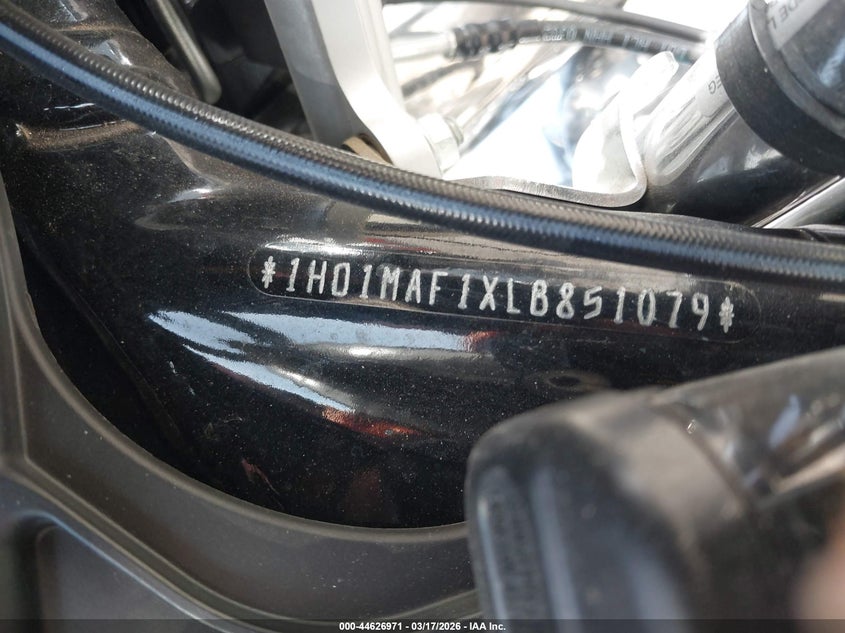 *1HD1MAF1XLB851079*
000-44626971 - 03/17/2026 - IAA Inc.